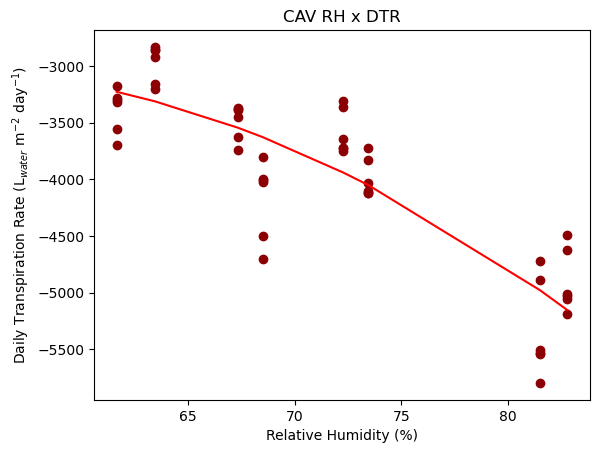 CAV RH x DTR
Daily Transpiration Rate (L$_{water}$ m$^{-2}$ day$^{-1}$)
−3000
−3500
−4000
−4500
−5000
−5500
65 70 75 80
Relative Humidity (%)